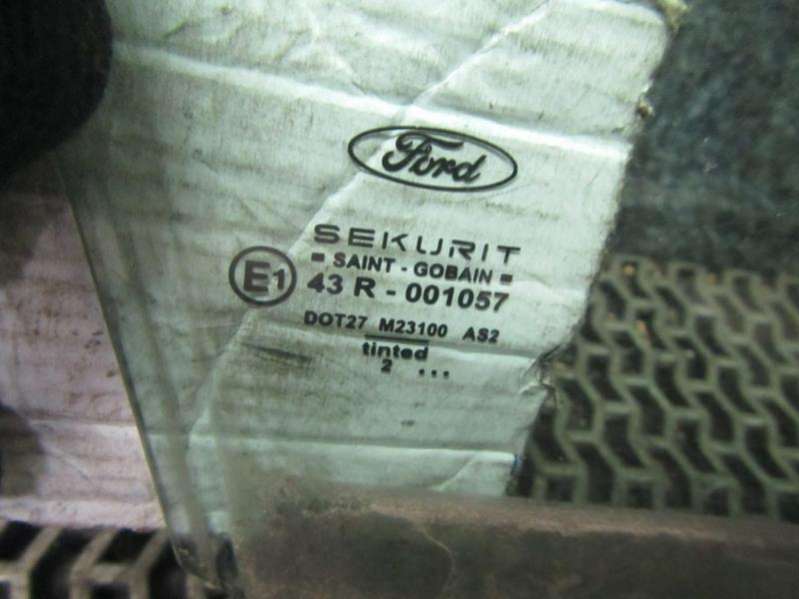 Ford
SEKURIT
SAINT - GOBAIN
E1 43 R - 001057
DOT27 M23100 AS2
tinted
2 ...